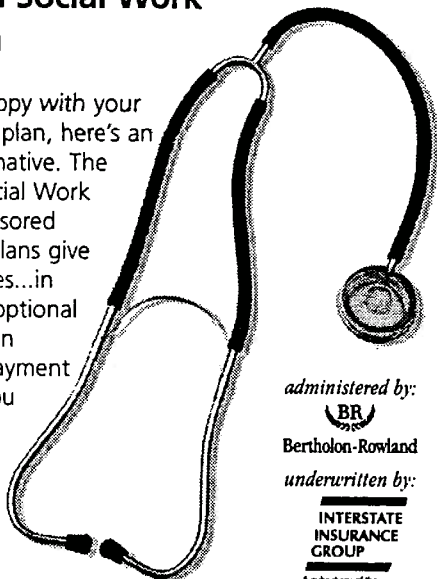 Social Work
ppy with your
plan, here's an
native. The
cial Work
sored
lans give
es...in
optional
n
ayment
ou
administered by:
BR
Bertholon-Rowland
underwritten by:
INTERSTATE
INSURANCE
GROUP